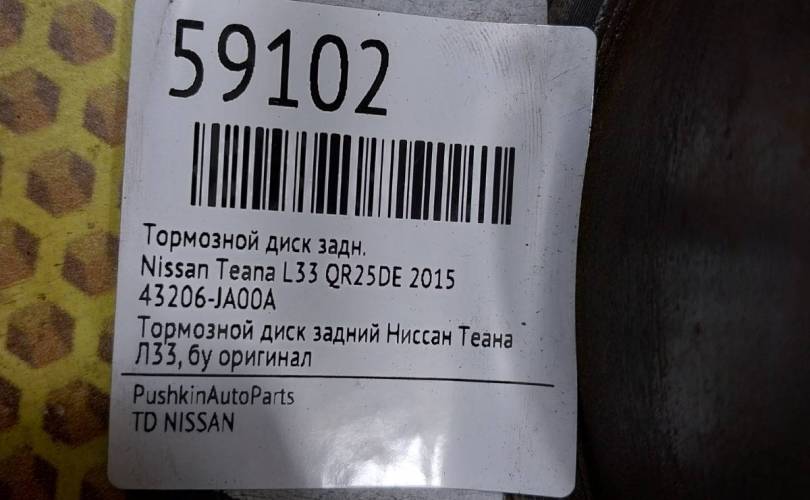 59102
Тормозной диск задн.
Nissan Teana L33 QR25DE 2015
43206-JA00A
Тормозной диск задний Ниссан Теана
Л33, бу оригинал
PushkinAutoParts
TD NISSAN